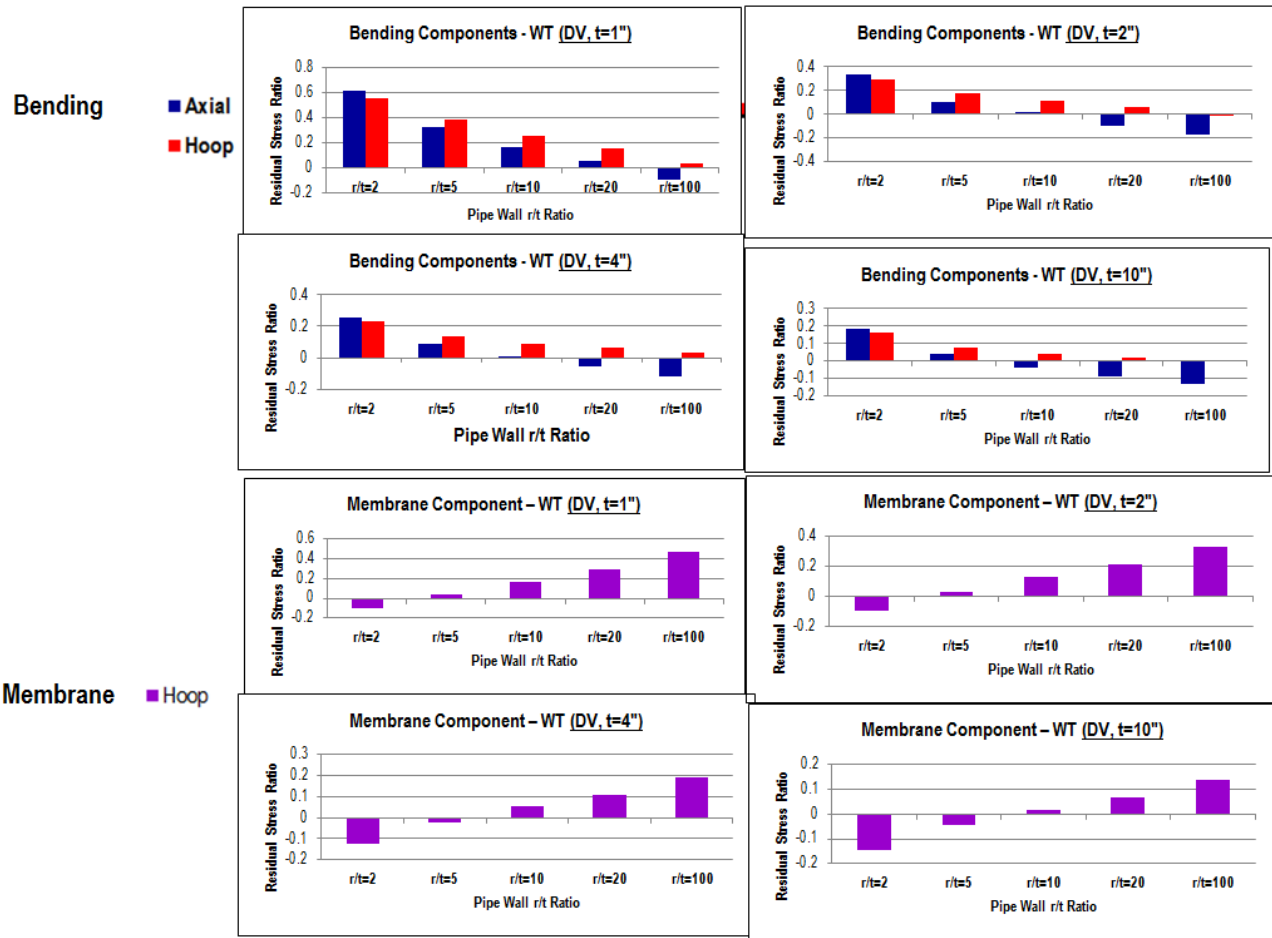 Bending
Axial
Hoop
Bending Components - WT (DV, t=1")
Residual Stress Ratio
0.8
0.6
0.4
0.2
0
-0.2
r/t=2 r/t=5 r/t=10 r/t=20 r/t=100
Pipe Wall r/t Ratio
Bending Components - WT (DV, t=2")
Residual Stress Ratio
0.4
0.2
0
-0.2
-0.4
r/t=2 r/t=5 r/t=10 r/t=20 r/t=100
Pipe Wall r/t Ratio
Bending Components - WT (DV, t=4")
Residual Stress Ratio
0.4
0.2
0
-0.2
r/t=2 r/t=5 r/t=10 r/t=20 r/t=100
Pipe Wall r/t Ratio
Bending Components - WT (DV, t=10")
Residual Stress Ratio
0.3
0.2
0.1
0
-0.1
-0.2
r/t=2 r/t=5 r/t=10 r/t=20 r/t=100
Pipe Wall r/t Ratio
Membrane
Hoop
Membrane Component – WT (DV, t=1")
Residual Stress Ratio
0.6
0.4
0.2
0
-0.2
r/t=2 r/t=5 r/t=10 r/t=20 r/t=100
Pipe Wall r/t Ratio
Membrane Component – WT (DV, t=2")
Residual Stress Ratio
0.4
0.2
0
-0.2
r/t=2 r/t=5 r/t=10 r/t=20 r/t=100
Pipe Wall r/t Ratio
Membrane Component – WT (DV, t=4")
Residual Stress Ratio
0.3
0.2
0.1
0
-0.1
-0.2
r/t=2 r/t=5 r/t=10 r/t=20 r/t=100
Pipe Wall r/t Ratio
Membrane Component – WT (DV, t=10")
Residual Stress Ratio
0.2
0.1
0
-0.1
-0.2
r/t=2 r/t=5 r/t=10 r/t=20 r/t=100
Pipe Wall r/t Ratio